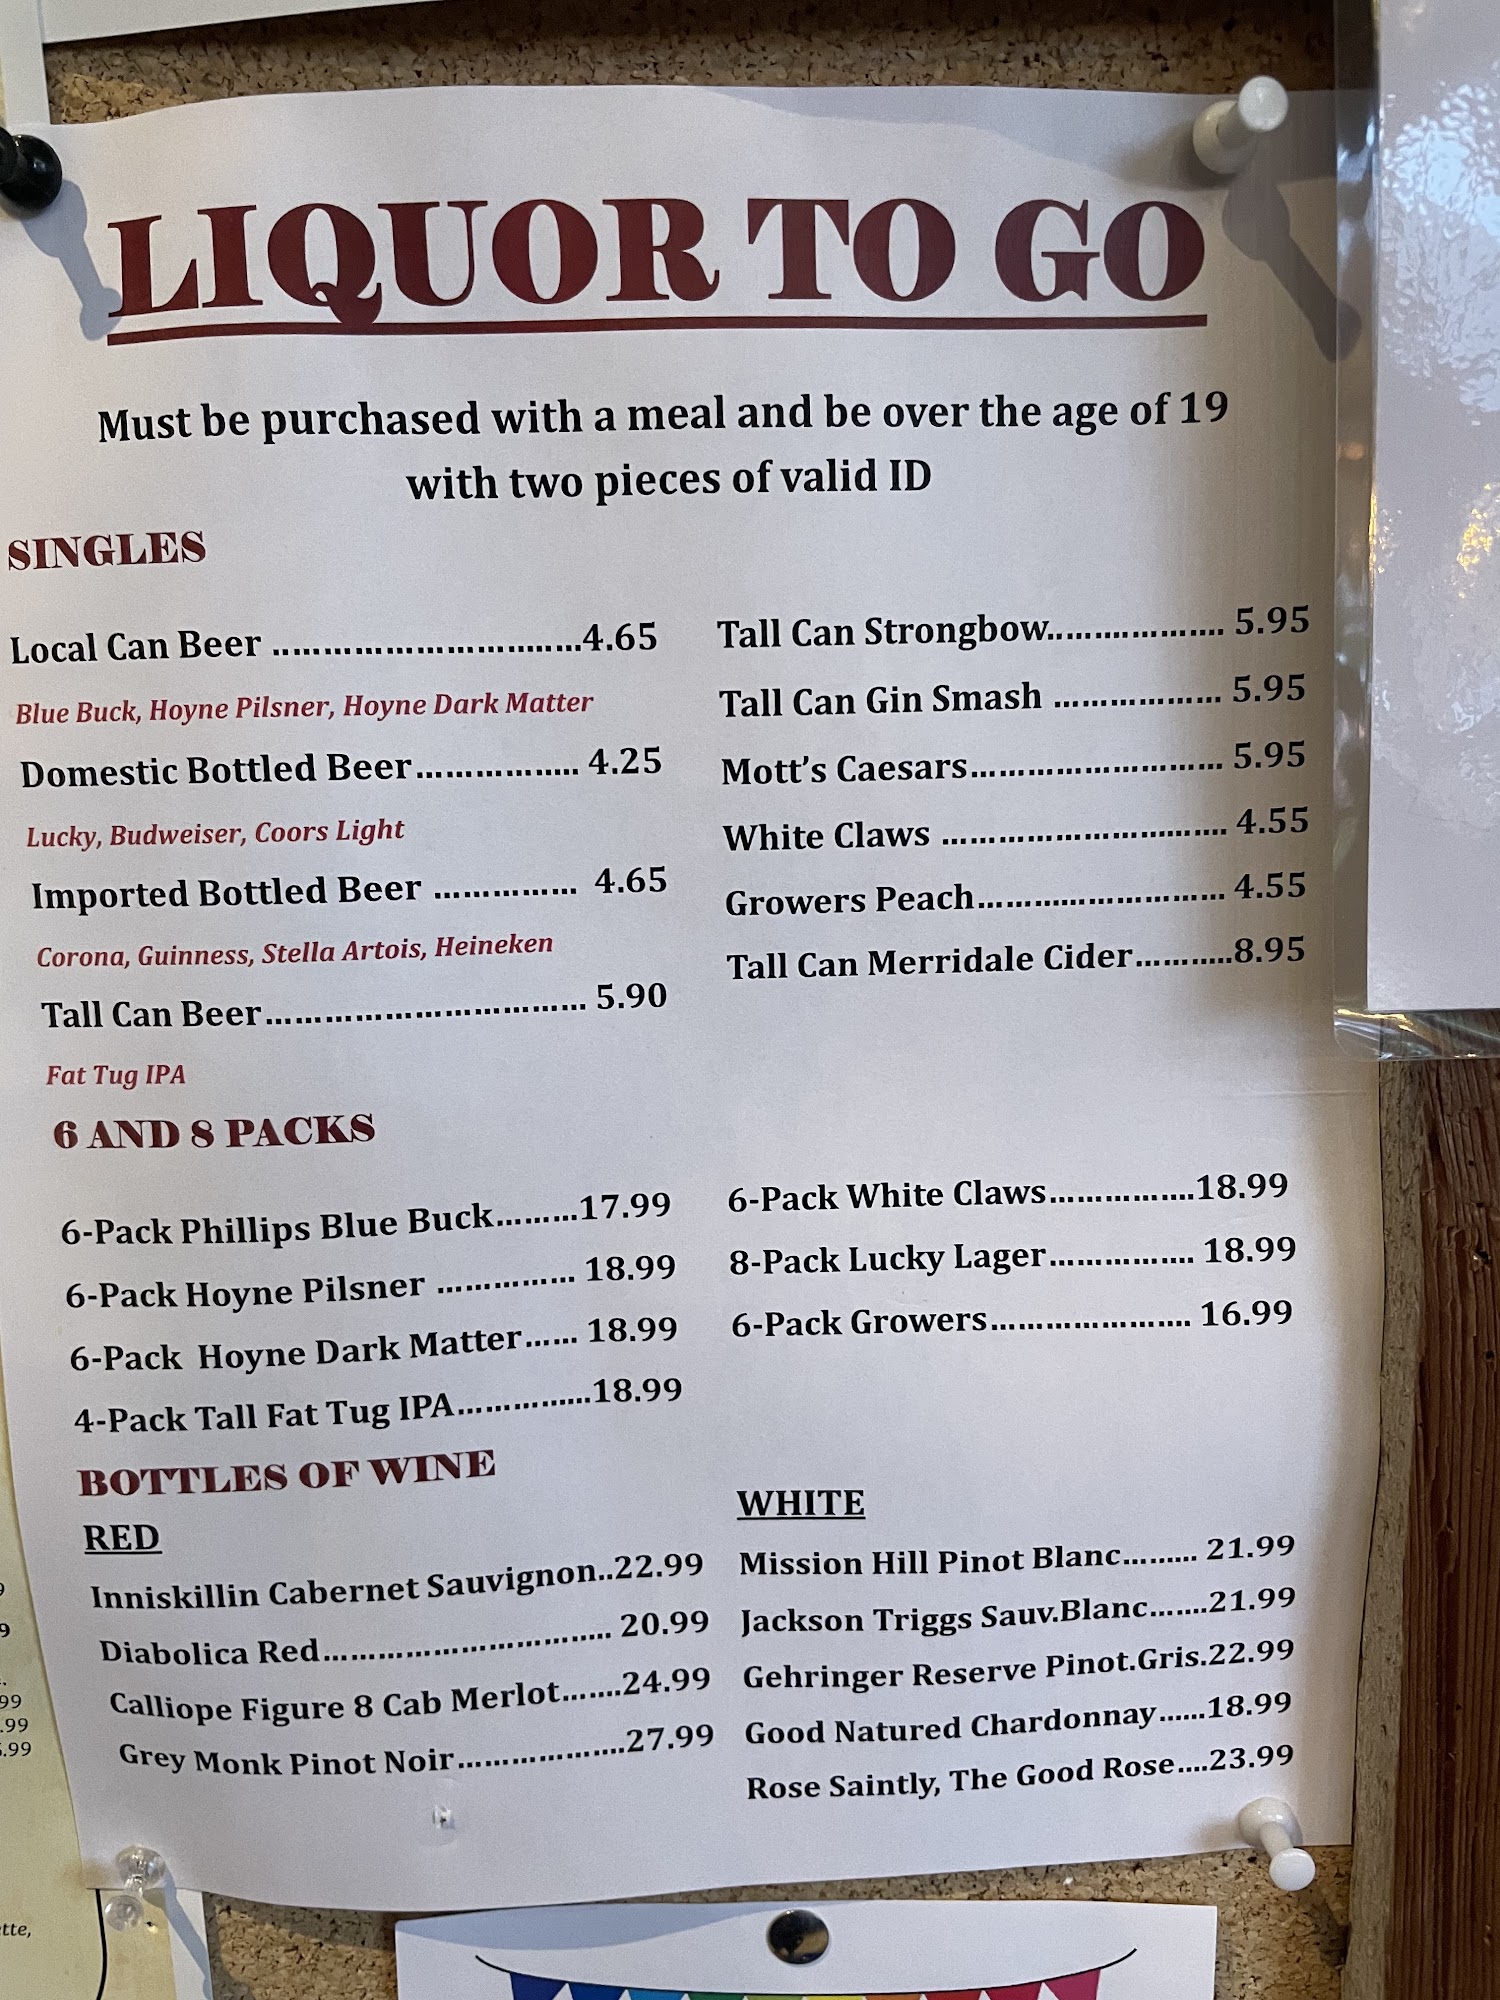 LIQUOR TO GO
Must be purchased with a meal and be over the age of 19
with two pieces of valid ID
SINGLES
Local Can Beer ................................4.65
Blue Buck, Hoyne Pilsner, Hoyne Dark Matter
Domestic Bottled Beer................. 4.25
Lucky, Budweiser, Coors Light
Imported Bottled Beer ............... 4.65
Corona, Guinness, Stella Artois, Heineken
Tall Can Beer................................. 5.90
Fat Tug IPA
Tall Can Strongbow................... 5.95
Tall Can Gin Smash .................. 5.95
Mott's Caesars.......................... 5.95
White Claws .............................. 4.55
Growers Peach.......................... 4.55
Tall Can Merridale Cider...........8.95
6 AND 8 PACKS
6-Pack Phillips Blue Buck.........17.99
6-Pack Hoyne Pilsner ............... 18.99
6-Pack Hoyne Dark Matter...... 18.99
4-Pack Tall Fat Tug IPA...............18.99
6-Pack White Claws................18.99
8-Pack Lucky Lager................ 18.99
6-Pack Growers...................... 16.99
BOTTLES OF WINE
RED
Inniskillin Cabernet Sauvignon..22.99
Diabolica Red............................... 20.99
Calliope Figure 8 Cab Merlot.......24.99
Grey Monk Pinot Noir..................27.99
WHITE
Mission Hill Pinot Blanc......... 21.99
Jackson Triggs Sauv.Blanc.......21.99
Gehringer Reserve Pinot.Gris.22.99
Good Natured Chardonnay......18.99
Rose Saintly, The Good Rose....23.99